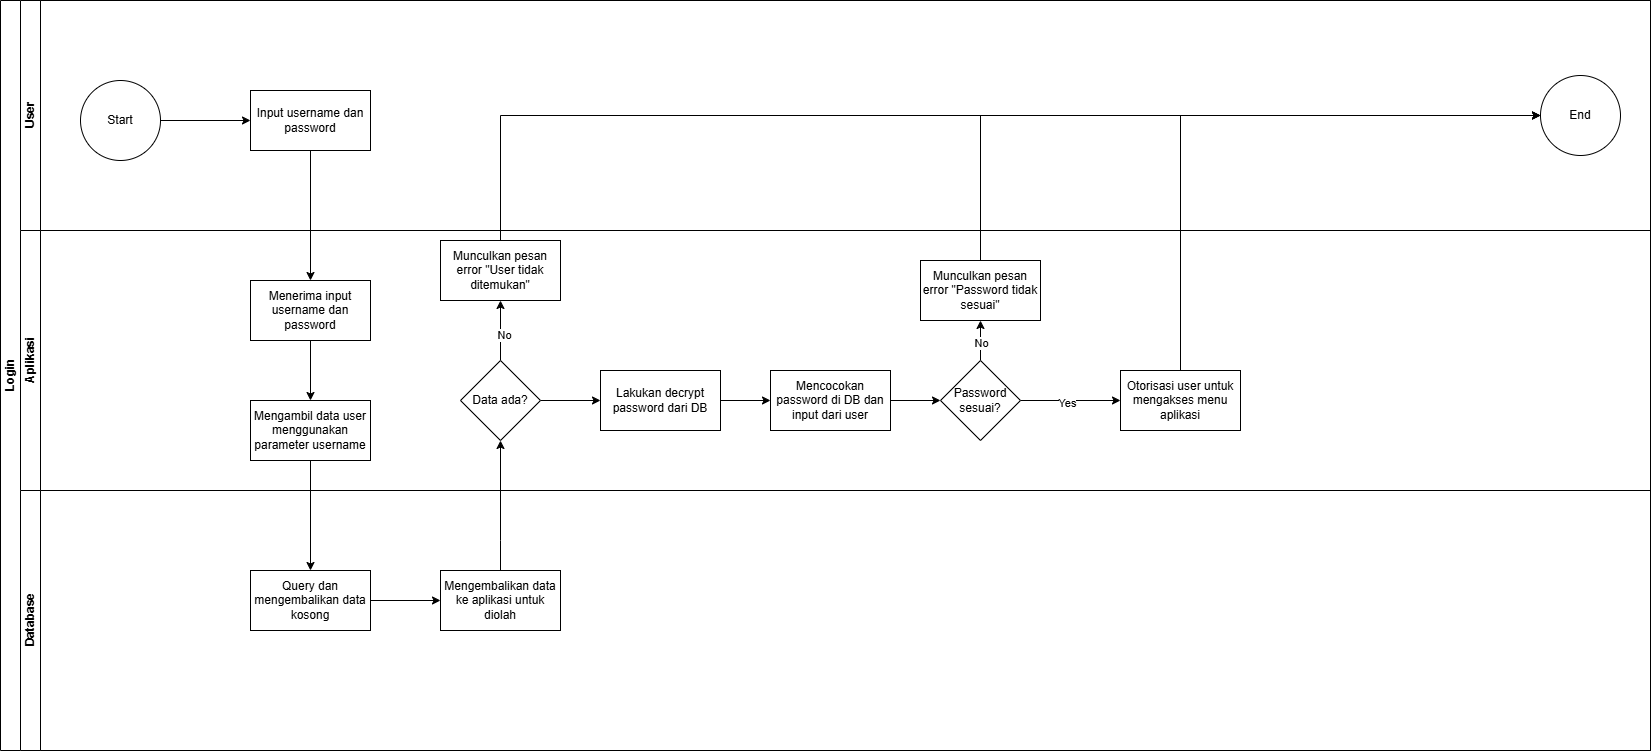 Login
User
Start
Input username dan
password
End
Aplikasi
Menerima input
username dan
password
Mengambil data user
menggunakan
parameter username
Munculkan pesan
error "User tidak
ditemukan"
No
Data ada?
Lakukan decrypt
password dari DB
Mencocokan
password di DB dan
input dari user
Munculkan pesan
error "Password tidak
sesuai"
No
Password
sesuai?
Yes
Otorisasi user untuk
mengakses menu
aplikasi
Database
Query dan
mengembalikan data
kosong
Mengembalikan data
ke aplikasi untuk
diolah